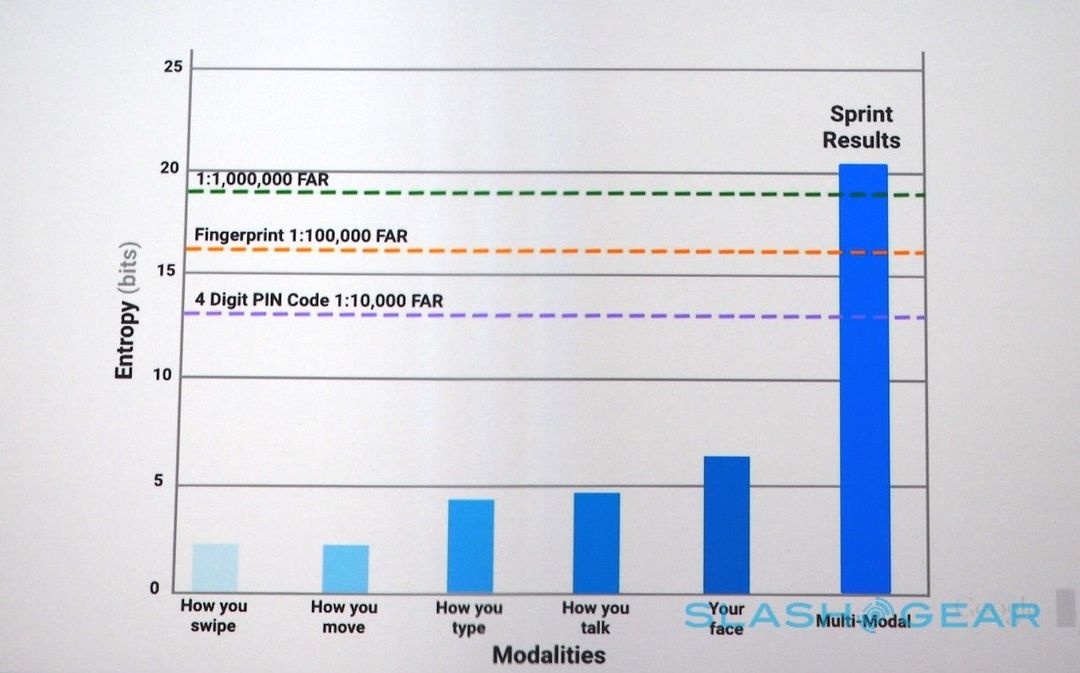 25
Sprint
Results
20
1:1,000,000 FAR
Fingerprint 1:100,000 FAR
15
4 Digit PIN Code 1:10,000 FAR
10
5
0
Entropy (bits)
How you
swipe
How you
move
How you
type
How you
talk
Your
face
Multi-Modal
Modalities
SLASHGEAR
Google